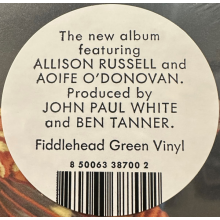 The new album
featuring
ALLISON RUSSELL and
AOIFE O'DONOVAN.
Produced by
JOHN PAUL WHITE
and BEN TANNER.
Fiddlehead Green Vinyl
8 50063 38700 2